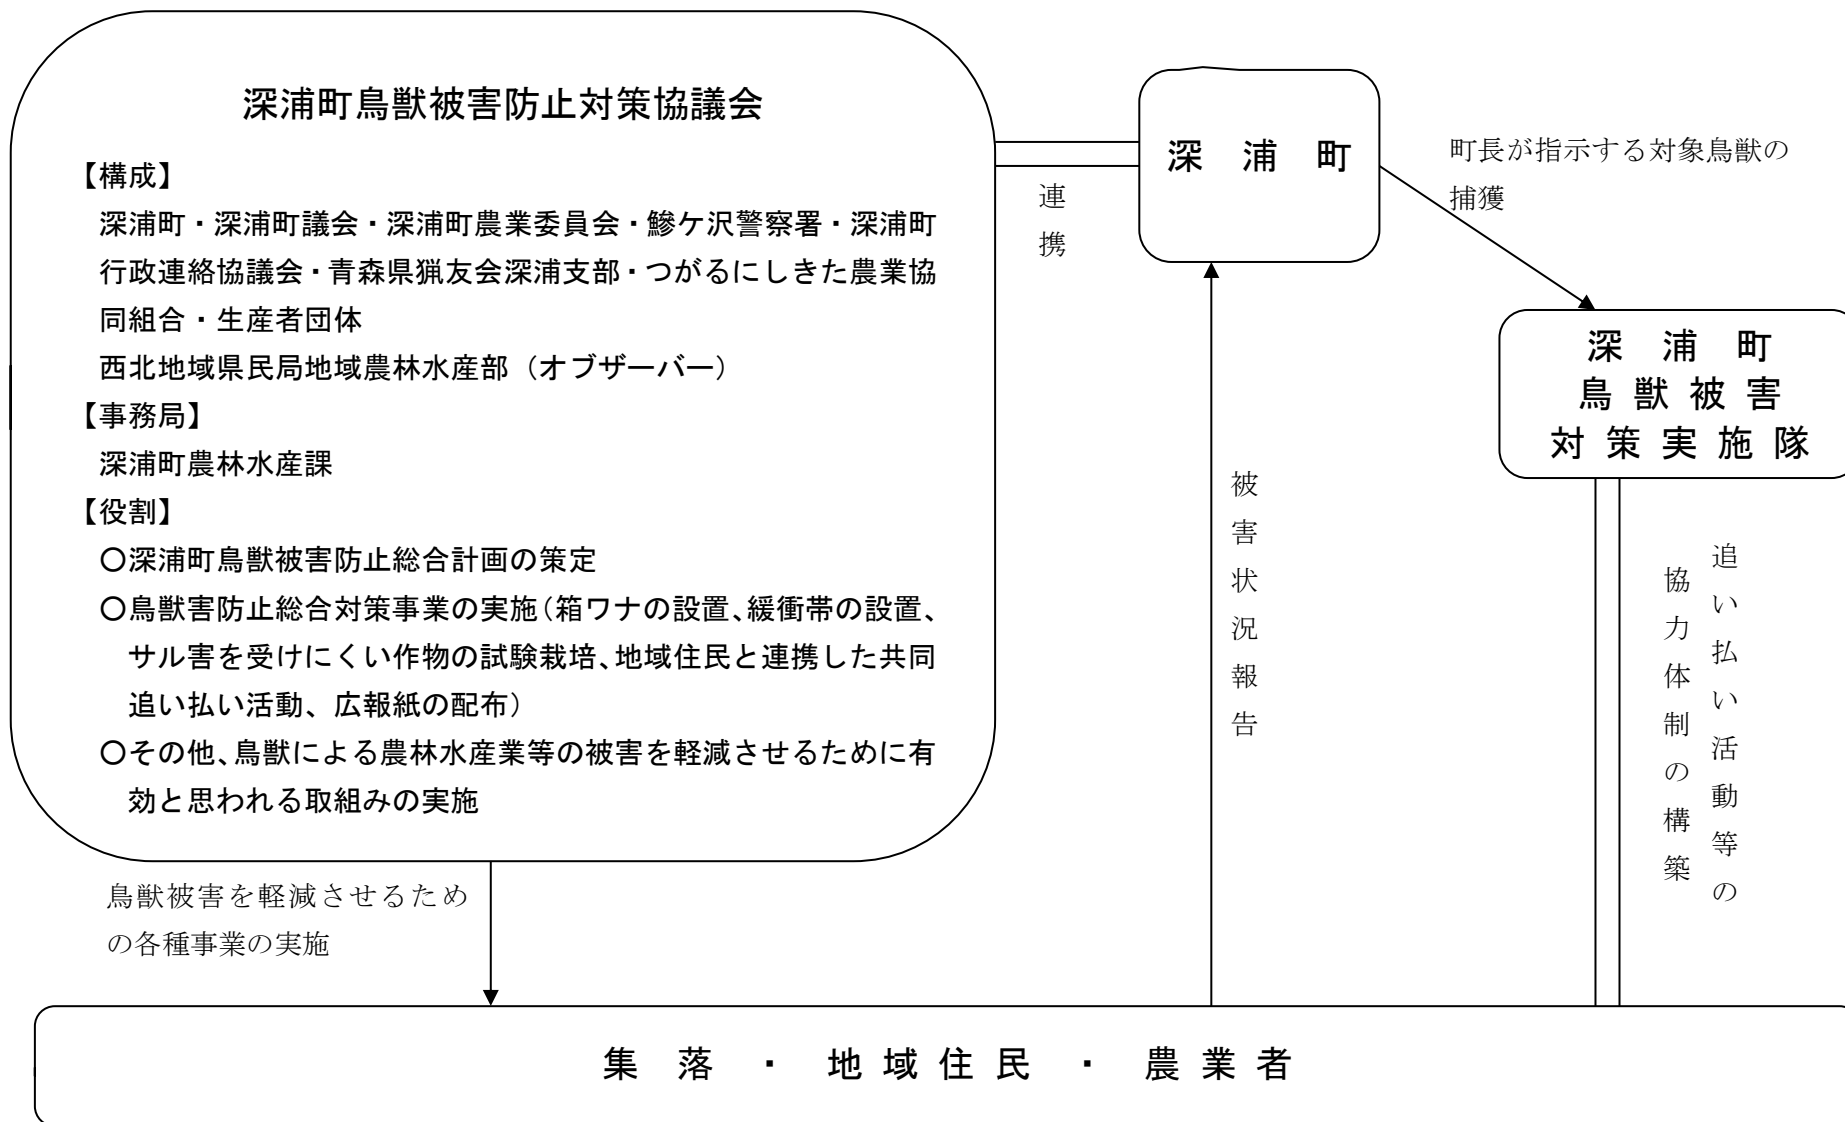 深浦町鳥獣被害防止対策協議会
【構成】
深浦町・深浦町議会・深浦町農業委員会・鰺ケ沢警察署・深浦町
行政連絡協議会・青森県猟友会深浦支部・つがるにしきた農業協
同組合・生産者団体
西北地域県民局地域農林水産部（オブザーバー）
【事務局】
深浦町農林水産課
【役割】
○深浦町鳥獣被害防止総合計画の策定
○鳥獣害防止総合対策事業の実施（箱ワナの設置、緩衝帯の設置、
サル害を受けにくい作物の試験栽培、地域住民と連携した共同
追い払い活動、広報紙の配布）
○その他、鳥獣による農林水産業等の被害を軽減させるために有
効と思われる取組みの実施
連携
深浦町
町長が指示する対象鳥獣の
捕獲
深浦町
鳥獣被害
対策実施隊
被害状況報告
追い払い活動等の
協力体制の構築
鳥獣被害を軽減させるため
の各種事業の実施
集落・地域住民・農業者